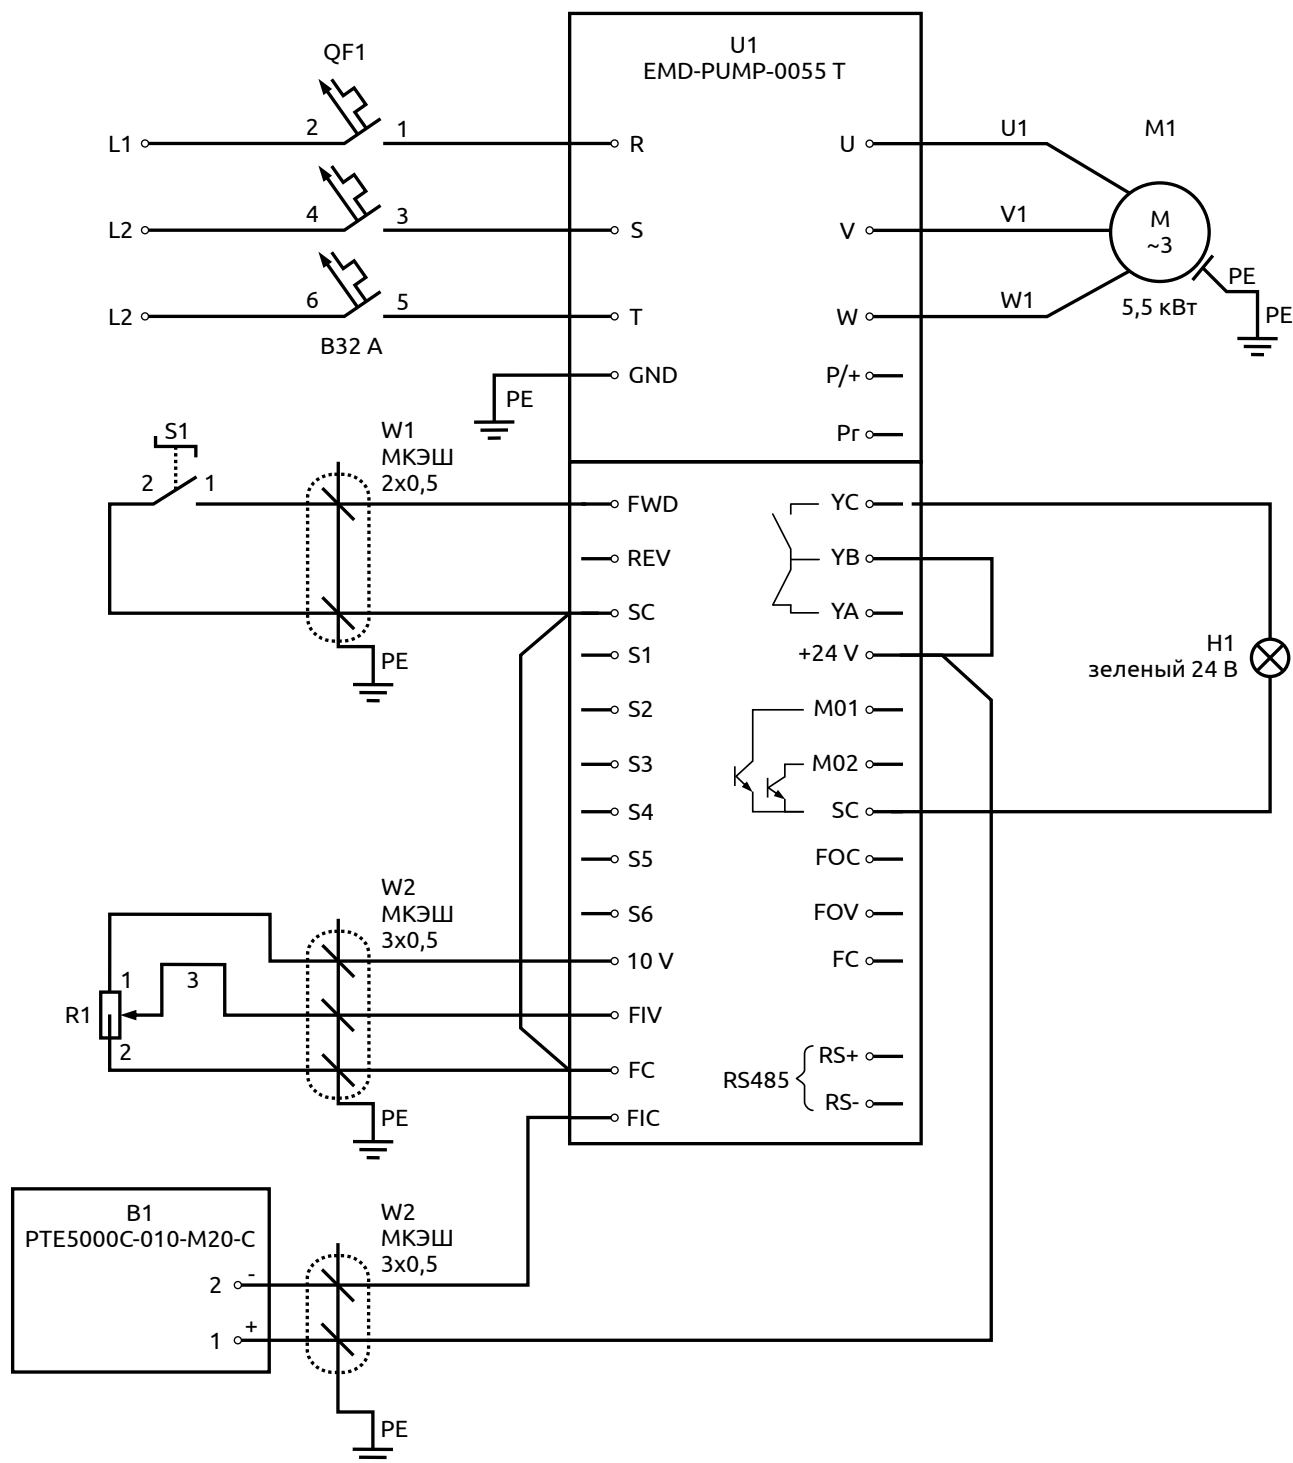 QF1
U1
EMD-PUMP-0055 T
L1
2
1
R
U
U1
M1
L2
4
3
S
V
V1
M
~3
L2
6
5
T
W
W1
PE
5,5 кВт
PE
B32 A
GND
P/+
PE
Pr
S1
W1
МКЭШ
2x0,5
2
1
FWD
YC
REV
YB
SC
YA
PE
S1
+24 V
H1
зеленый 24 В
S2
M01
S3
M02
S4
SC
S5
FOC
W2
МКЭШ
3x0,5
S6
FOV
1
3
10 V
FC
R1
FIV
2
FC
RS485
RS+
RS-
PE
FIC
B1
PTE5000C-010-M20-C
W2
МКЭШ
3x0,5
2
-
1
+
PE